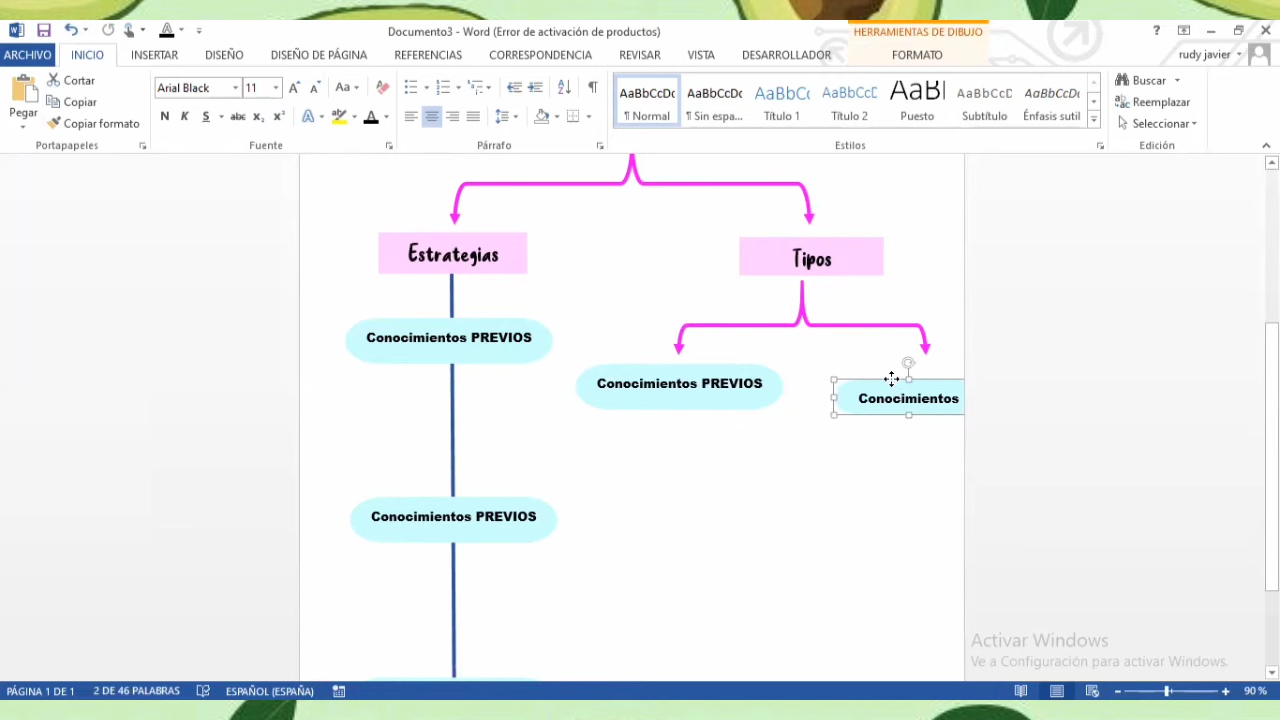 Documento3 - Word (Error de activación de productos)
HERRAMIENTAS DE DIBUJO
?
ARCHIVO INICIO INSERTAR DISEÑO DISEÑO DE PÁGINA REFERENCIAS CORRESPONDENCIA REVISAR VISTA DESARROLLADOR FORMATO
rudy javier
Pegar
Cortar
Copiar
Copiar formato
Portapapeles
Arial Black 11
N K S abc x₂ x²
Fuente
Párrafo
AaBbCcDc AaBbCcDc AaBbCc AaBbCcD AaBl AaBbCcD AaBbCcDc
¶ Normal ¶ Sin espa... Título 1 Título 2 Puesto Subtítulo Énfasis sutil
Estilos
Buscar
Reemplazar
Seleccionar
Edición
Estrategias
Tipos
Conocimientos PREVIOS
Conocimientos PREVIOS
Conocimientos
Conocimientos PREVIOS
Activar Windows
Ve a Configuración para activar Windows.
PÁGINA 1 DE 1 2 DE 46 PALABRAS ESPAÑOL (ESPAÑA) 90 %